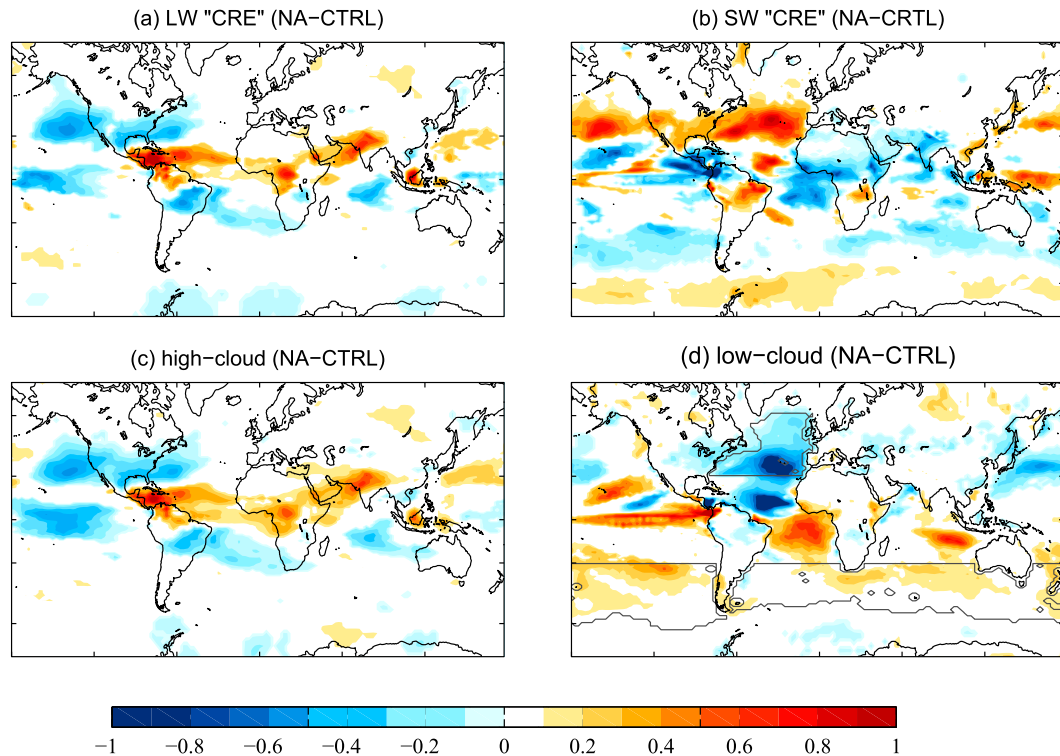 (a) LW "CRE" (NA−CTRL)
(b) SW "CRE" (NA−CRTL)
(c) high−cloud (NA−CTRL)
(d) low−cloud (NA−CTRL)
−1 −0.8 −0.6 −0.4 −0.2 0 0.2 0.4 0.6 0.8 1